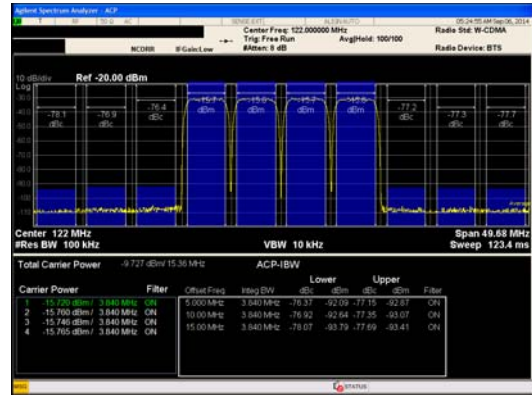 Agilent Spectrum Analyzer - ACP
T RF 50 Ω AC SENSE:EXT ALIGN AUTO 05:24:55 AM Sep 06, 2014
Center Freq: 122.000000 MHz Radio Std: W-CDMA
Trig: Free Run Avg|Hold: 100/100
NCORR IFGain:Low #Atten: 8 dB Radio Device: BTS
10 dB/div Ref -20.00 dBm
Log
-78.1 dBc
-76.9 dBc
-76.4 dBc
-15.7 dBm
-15.8 dBm
-15.7 dBm
-15.8 dBm
-77.2 dBc
-77.3 dBc
-77.7 dBc
Average
Center 122 MHz Span 49.68 MHz
#Res BW 100 kHz VBW 10 kHz Sweep 123.4 ms
Total Carrier Power -9.727 dBm/ 15.36 MHz ACP-IBW
Lower Upper
Carrier Power Filter Offset Freq Integ BW dBc dBm dBc dBm Filter
1 -15.720 dBm / 3.840 MHz ON 5.000 MHz 3.840 MHz -76.37 -92.09 -77.15 -92.87 ON
2 -15.760 dBm / 3.840 MHz ON 10.00 MHz 3.840 MHz -76.92 -92.64 -77.35 -93.07 ON
3 -15.746 dBm / 3.840 MHz ON 15.00 MHz 3.840 MHz -78.07 -93.79 -77.69 -93.41 ON
4 -15.765 dBm / 3.840 MHz ON
MSG STATUS